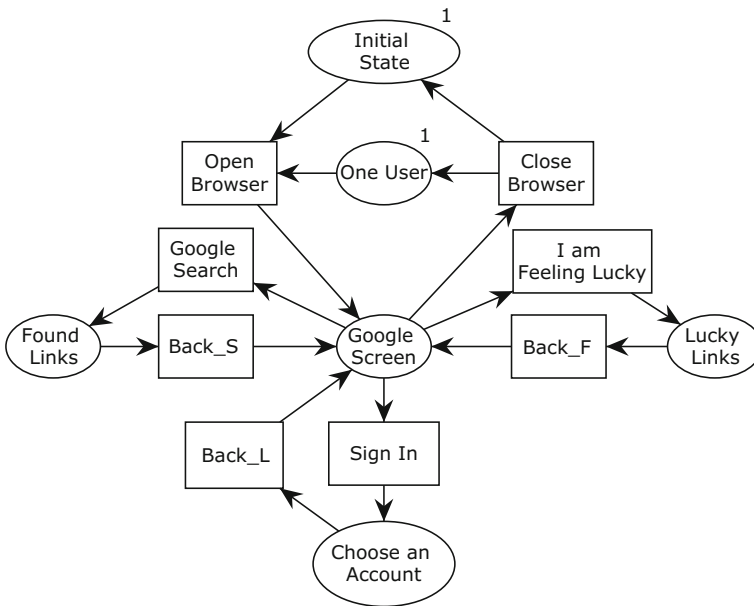 1
Initial
State
Open
Browser
One User
1
Close
Browser
Google
Search
I am
Feeling Lucky
Found
Links
Back_S
Google
Screen
Back_F
Lucky
Links
Back_L
Sign In
Choose an
Account